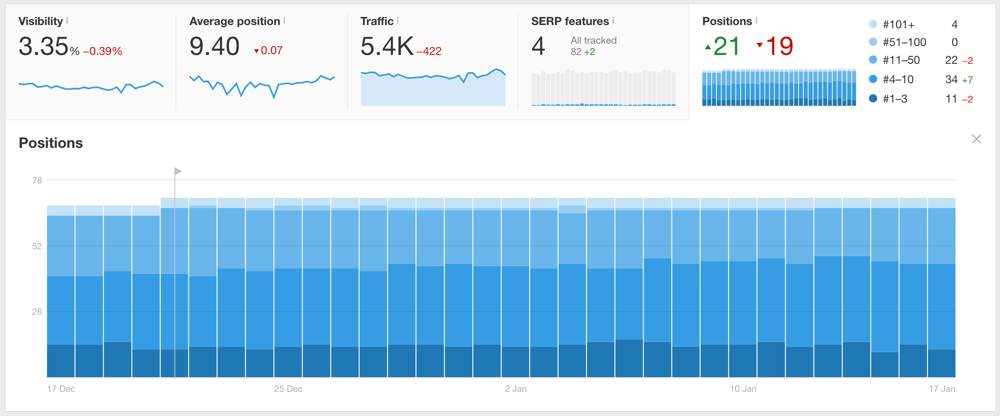 Visibility i
3.35% –0.39%
Average position i
9.40 ▼0.07
Traffic i
5.4K –422
SERP features i
4
All tracked
82 +2
Positions i
▲21 ▼19
#101+ 4
#51–100 0
#11–50 22 –2
#4–10 34 +7
#1–3 11 –2
Positions
78
52
26
17 Dec 25 Dec 2 Jan 10 Jan 17 Jan